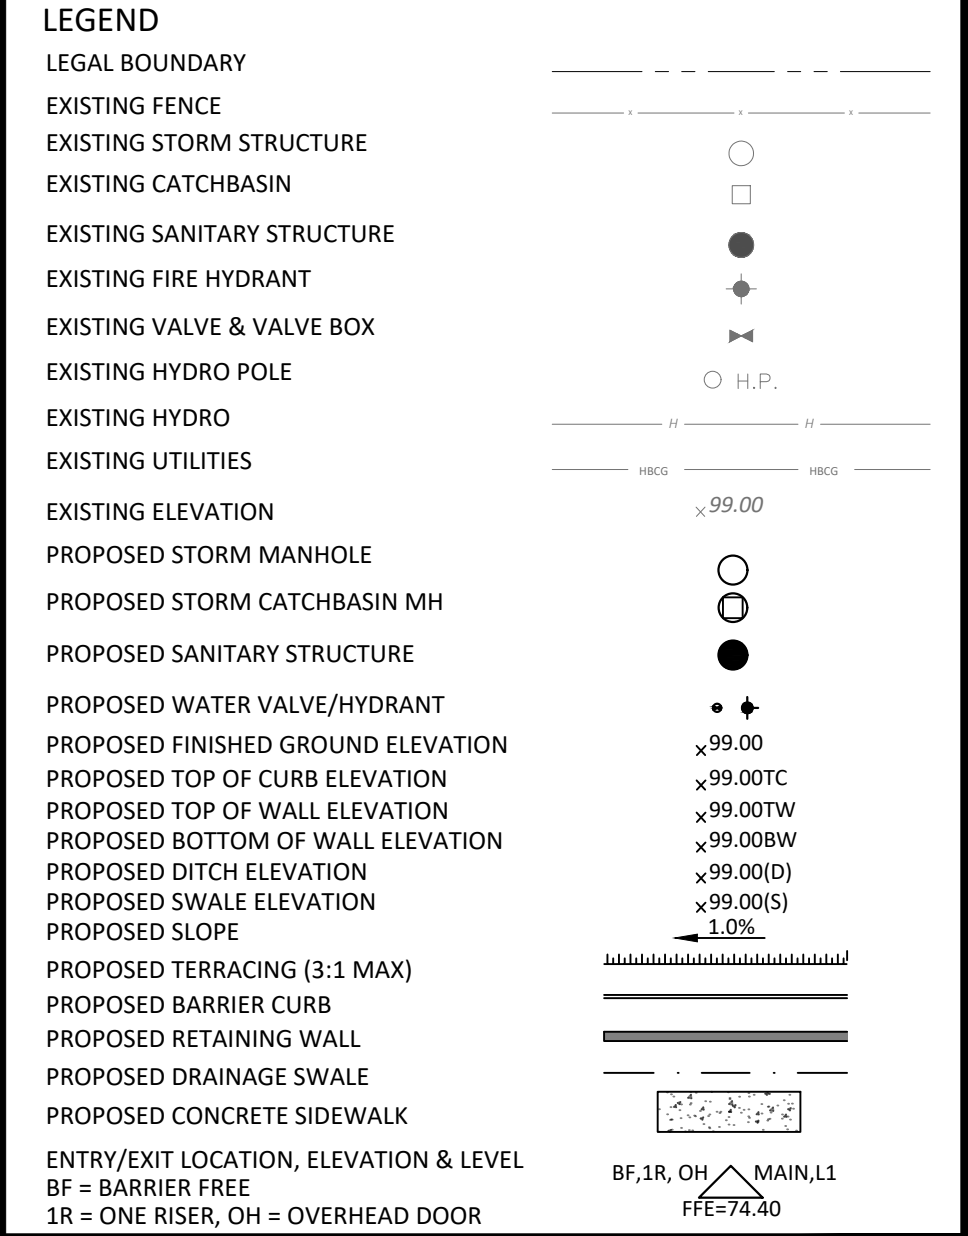 LEGEND
LEGAL BOUNDARY
EXISTING FENCE x x x
EXISTING STORM STRUCTURE
EXISTING CATCHBASIN
EXISTING SANITARY STRUCTURE
EXISTING FIRE HYDRANT
EXISTING VALVE & VALVE BOX
EXISTING HYDRO POLE H.P.
EXISTING HYDRO H H
EXISTING UTILITIES HBCG HBCG
EXISTING ELEVATION x 99.00
PROPOSED STORM MANHOLE
PROPOSED STORM CATCHBASIN MH
PROPOSED SANITARY STRUCTURE
PROPOSED WATER VALVE/HYDRANT
PROPOSED FINISHED GROUND ELEVATION x 99.00
PROPOSED TOP OF CURB ELEVATION x 99.00TC
PROPOSED TOP OF WALL ELEVATION x 99.00TW
PROPOSED BOTTOM OF WALL ELEVATION x 99.00BW
PROPOSED DITCH ELEVATION x 99.00(D)
PROPOSED SWALE ELEVATION x 99.00(S)
PROPOSED SLOPE 1.0%
PROPOSED TERRACING (3:1 MAX)
PROPOSED BARRIER CURB
PROPOSED RETAINING WALL
PROPOSED DRAINAGE SWALE
PROPOSED CONCRETE SIDEWALK
ENTRY/EXIT LOCATION, ELEVATION & LEVEL
BF = BARRIER FREE
1R = ONE RISER, OH = OVERHEAD DOOR
BF,1R, OH MAIN,L1
FFE=74.40